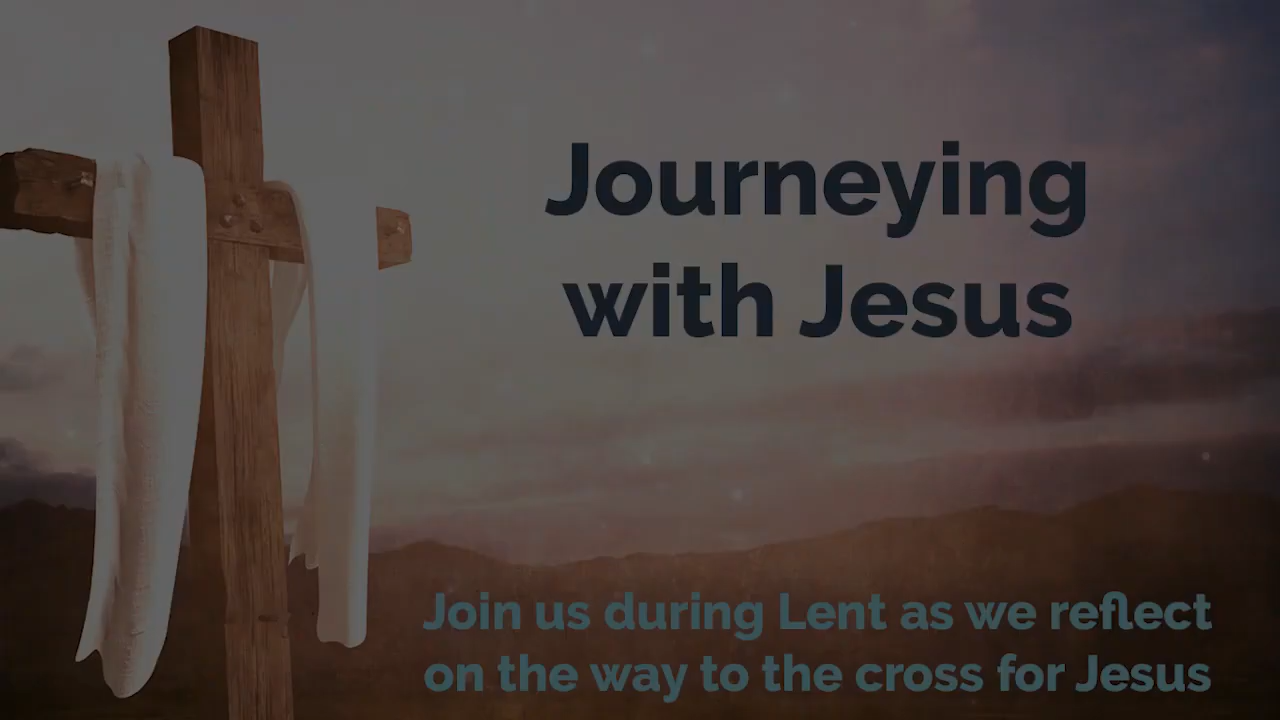 Journeying
with Jesus
Join us during Lent as we reflect
on the way to the cross for Jesus